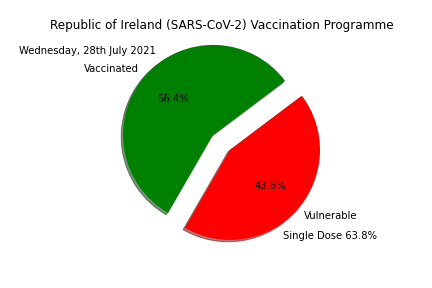 Republic of Ireland (SARS-CoV-2) Vaccination Programme
Wednesday, 28th July 2021
Vaccinated
56.4%
43.6%
Vulnerable
Single Dose 63.8%